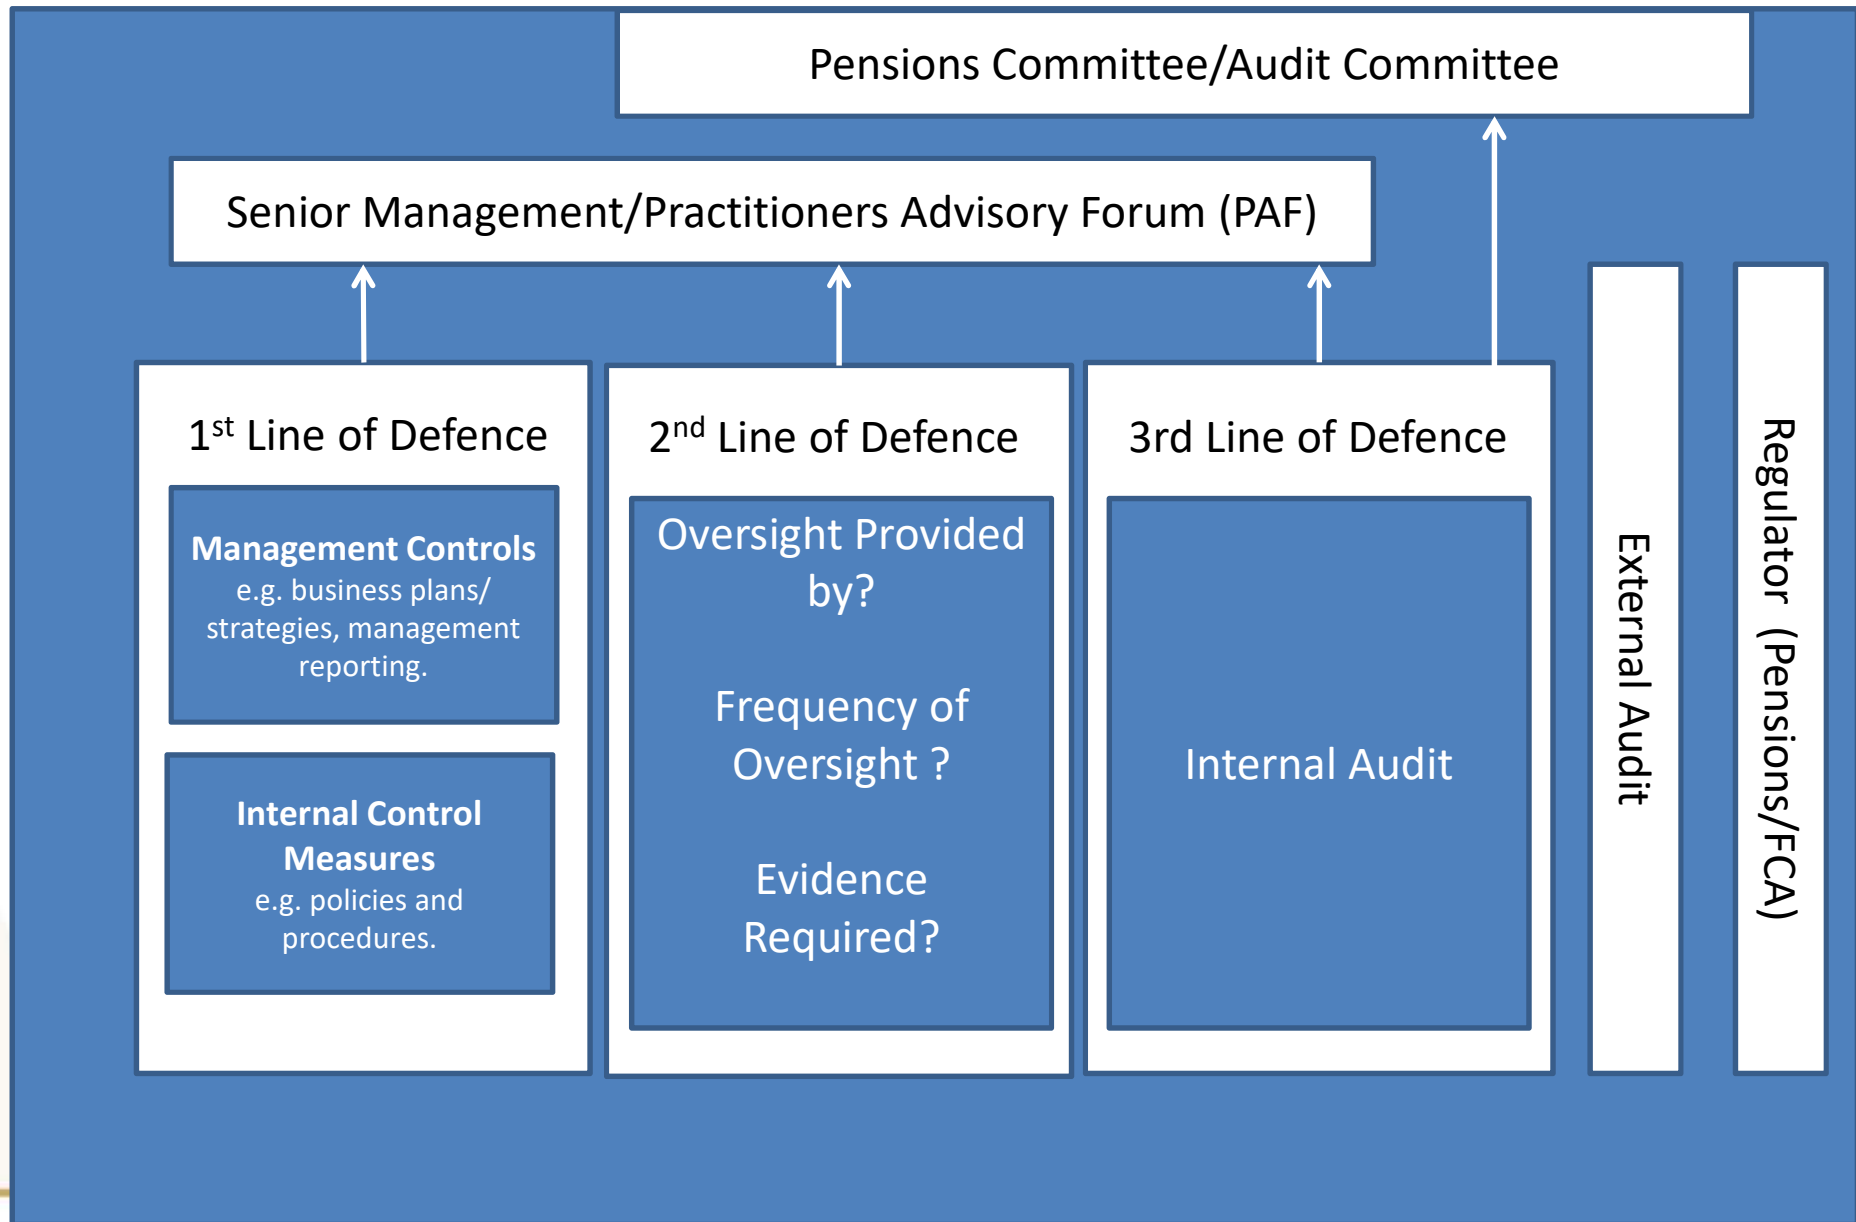 Pensions Committee/Audit Committee
Senior Management/Practitioners Advisory Forum (PAF)
1st Line of Defence
Management Controls
e.g. business plans/
strategies, management
reporting.
Internal Control
Measures
e.g. policies and
procedures.
2nd Line of Defence
Oversight Provided
by?
Frequency of
Oversight ?
Evidence
Required?
3rd Line of Defence
Internal Audit
External Audit
Regulator (Pensions/FCA)